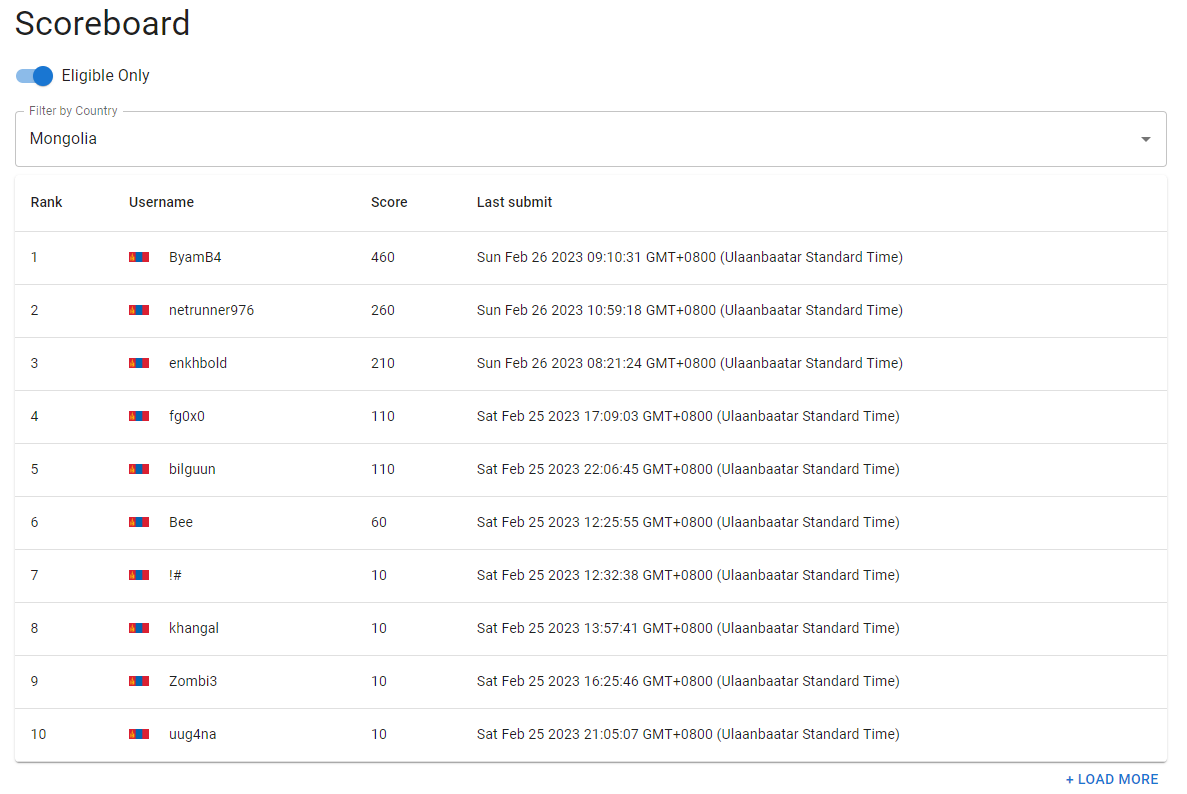 Scoreboard
Eligible Only
Filter by Country
Mongolia
Rank Username Score Last submit
1 ByamB4 460 Sun Feb 26 2023 09:10:31 GMT+0800 (Ulaanbaatar Standard Time)
2 netrunner976 260 Sun Feb 26 2023 10:59:18 GMT+0800 (Ulaanbaatar Standard Time)
3 enkhbold 210 Sun Feb 26 2023 08:21:24 GMT+0800 (Ulaanbaatar Standard Time)
4 fg0x0 110 Sat Feb 25 2023 17:09:03 GMT+0800 (Ulaanbaatar Standard Time)
5 bilguun 110 Sat Feb 25 2023 22:06:45 GMT+0800 (Ulaanbaatar Standard Time)
6 Bee 60 Sat Feb 25 2023 12:25:55 GMT+0800 (Ulaanbaatar Standard Time)
7 !# 10 Sat Feb 25 2023 12:32:38 GMT+0800 (Ulaanbaatar Standard Time)
8 khangal 10 Sat Feb 25 2023 13:57:41 GMT+0800 (Ulaanbaatar Standard Time)
9 Zombi3 10 Sat Feb 25 2023 16:25:46 GMT+0800 (Ulaanbaatar Standard Time)
10 uug4na 10 Sat Feb 25 2023 21:05:07 GMT+0800 (Ulaanbaatar Standard Time)
+ LOAD MORE